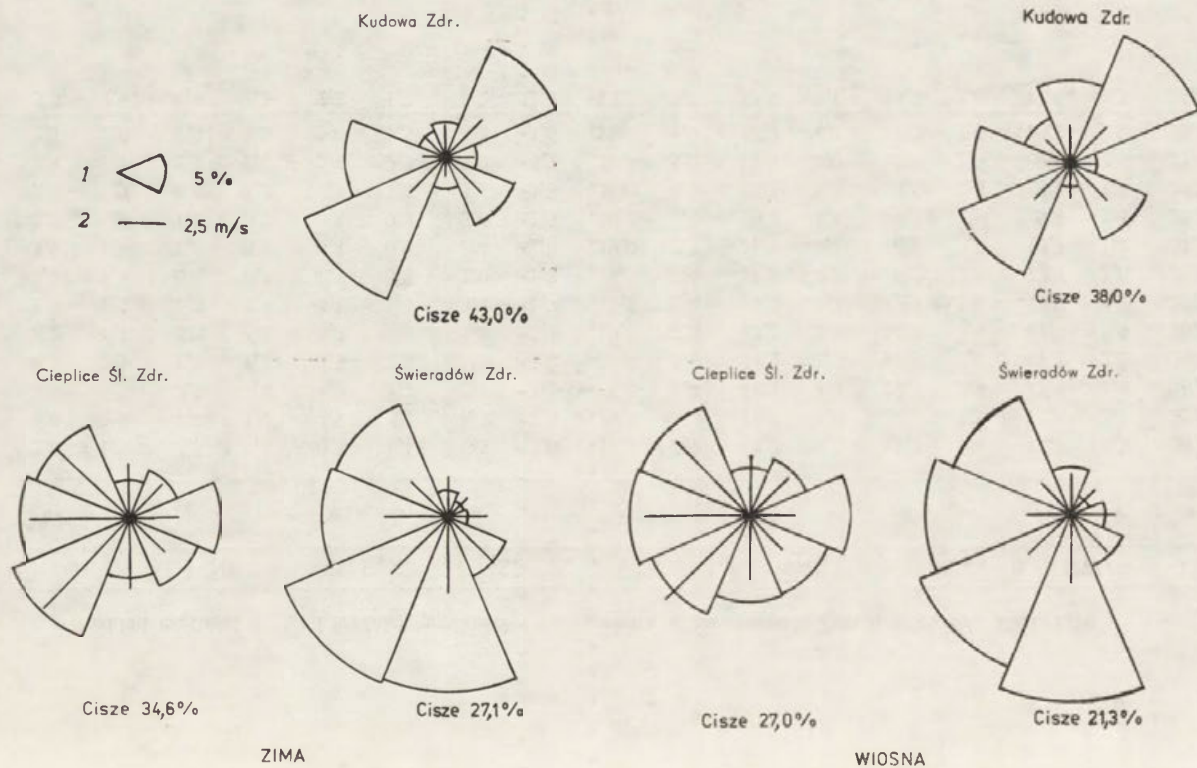 Kudowa Zdr.
Kudowa Zdr.
1 5 %
2 2,5 m/s
Cisze 43,0%
Cisze 38,0%
Cieplice Śl. Zdr.
Świeradów Zdr.
Cieplice Śl. Zdr.
Świeradów Zdr.
Cisze 34,6%
Cisze 27,1%
Cisze 27,0%
Cisze 21,3%
ZIMA
WIOSNA